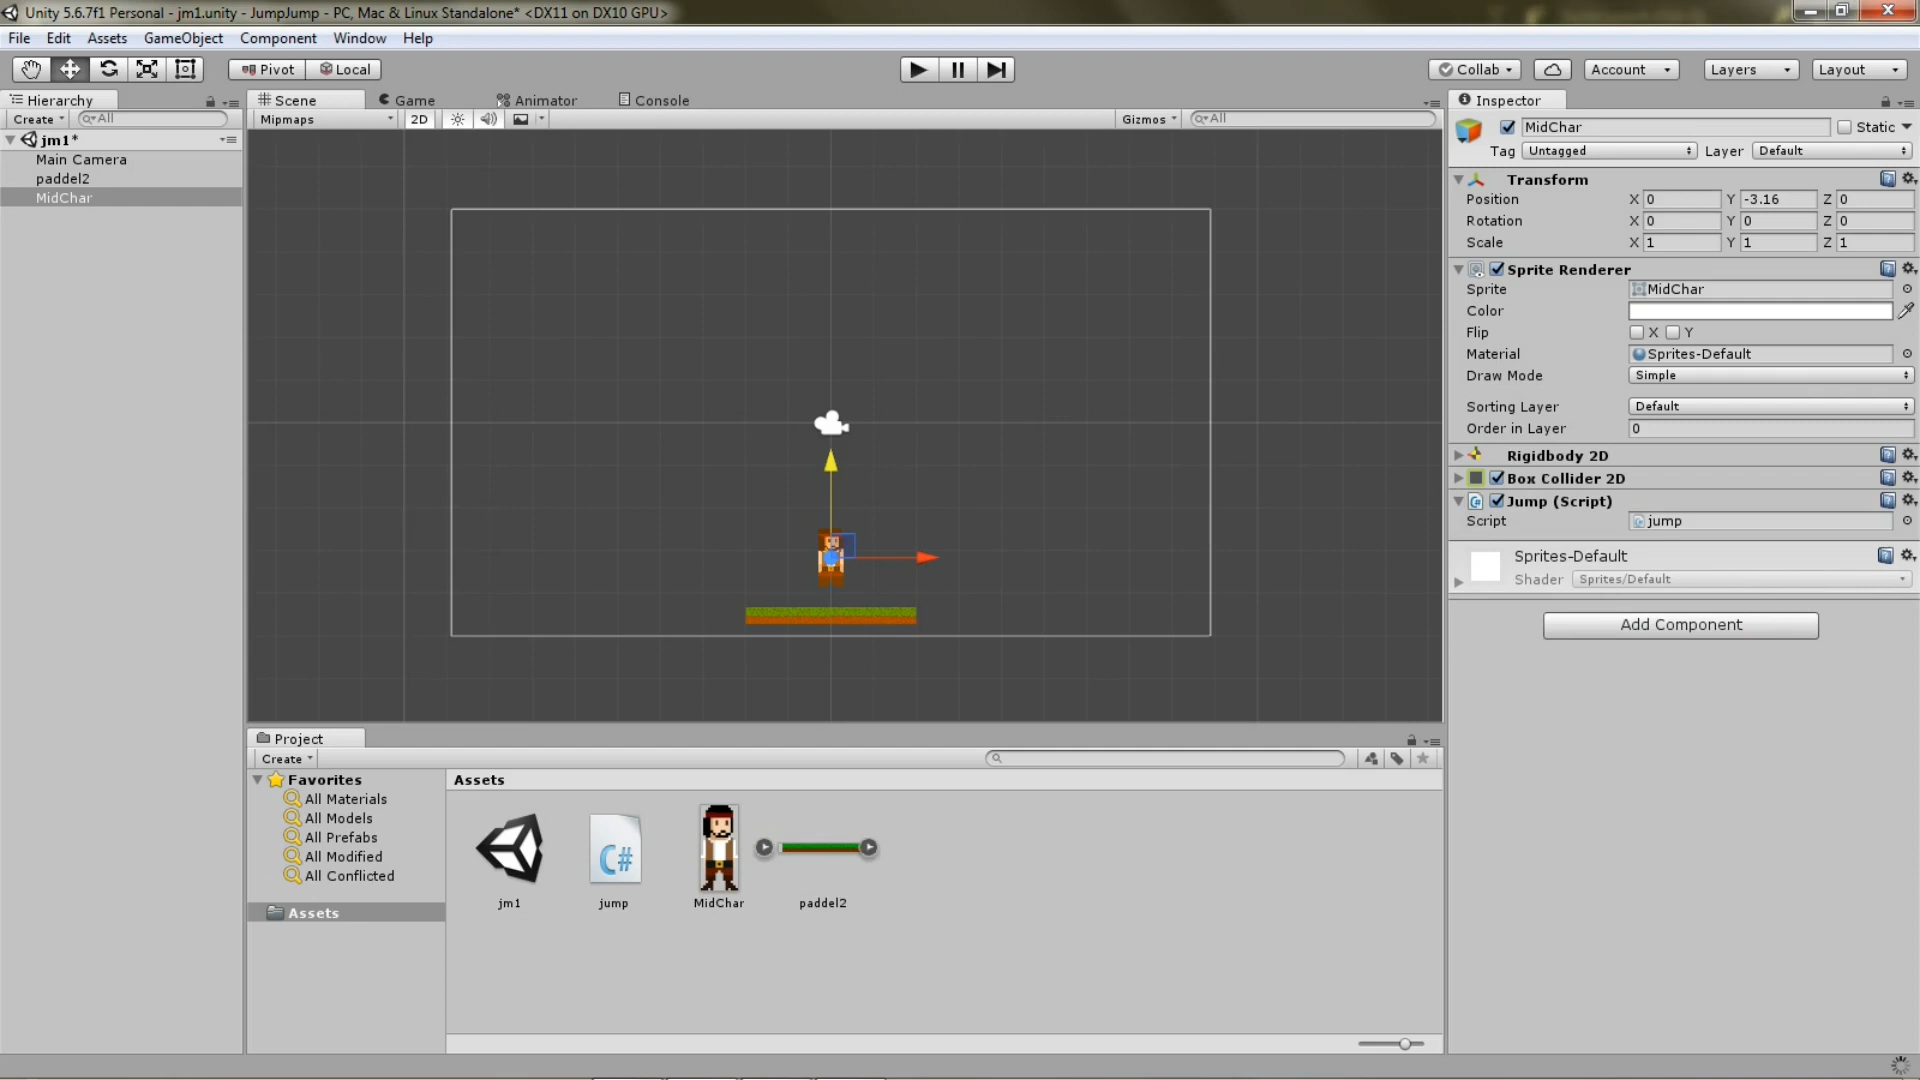 Unity 5.6.7f1 Personal - jm1.unity - JumpJump - PC, Mac & Linux Standalone* <DX11 on DX10 GPU>
File Edit Assets GameObject Component Window Help
Pivot Local Collab Account Layers Layout
Hierarchy
Create All
jm1*
Main Camera
paddel2
MidChar
Scene Game Animator Console
Mipmaps 2D Gizmos All
Inspector
MidChar Static
Tag Untagged Layer Default
Transform
Position X 0 Y -3.16 Z 0
Rotation X 0 Y 0 Z 0
Scale X 1 Y 1 Z 1
Sprite Renderer
Sprite MidChar
Color
Flip X Y
Material Sprites-Default
Draw Mode Simple
Sorting Layer Default
Order in Layer 0
Rigidbody 2D
Box Collider 2D
Jump (Script)
Script jump
Sprites-Default
Shader Sprites/Default
Add Component
Project
Create
Favorites
All Materials
All Models
All Prefabs
All Modified
All Conflicted
Assets
Assets
C#
jm1 jump MidChar paddel2